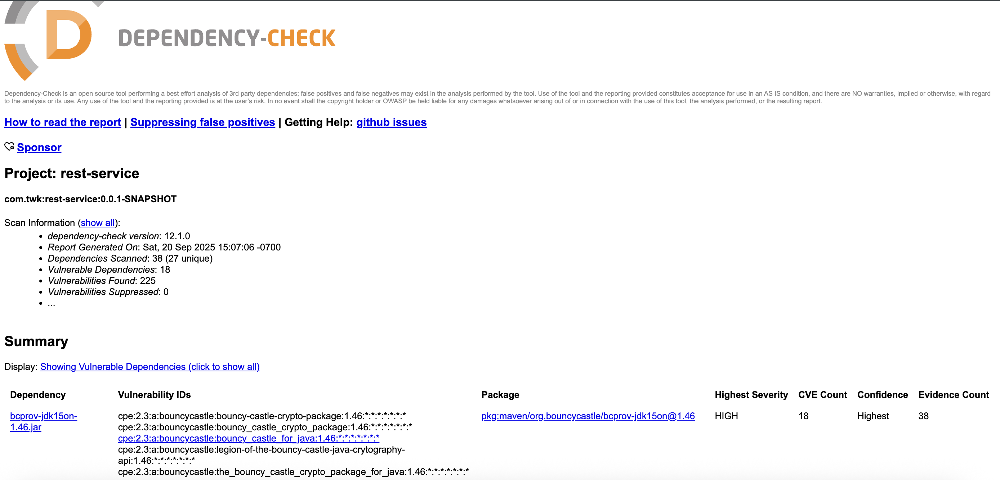 D
DEPENDENCY-CHECK
Dependency-Check is an open source tool performing a best effort analysis of 3rd party dependencies; false positives and false negatives may exist in the analysis performed by the tool. Use of the tool and the reporting provided constitutes acceptance for use in an AS IS condition, and there are NO warranties, implied or otherwise, with regard
to the analysis or its use. Any use of the tool and the reporting provided is at the user's risk. In no event shall the copyright holder or OWASP be held liable for any damages whatsoever arising out of or in connection with the use of this tool, the analysis performed, or the resulting report.
How to read the report | Suppressing false positives | Getting Help: github issues
Sponsor
Project: rest-service
com.twk:rest-service:0.0.1-SNAPSHOT
Scan Information (show all):
• dependency-check version: 12.1.0
• Report Generated On: Sat, 20 Sep 2025 15:07:06 -0700
• Dependencies Scanned: 38 (27 unique)
• Vulnerable Dependencies: 18
• Vulnerabilities Found: 225
• Vulnerabilities Suppressed: 0
• ...
Summary
Display: Showing Vulnerable Dependencies (click to show all)
Dependency Vulnerability IDs Package Highest Severity CVE Count Confidence Evidence Count
bcprov-jdk15on- cpe:2.3:a:bouncycastle:bouncy-castle-crypto-package:1.46:*:*:*:*:*:*:* pkg:maven/org.bouncycastle/bcprov-jdk15on@1.46 HIGH 18 Highest 38
1.46.jar cpe:2.3:a:bouncycastle:bouncy_castle_crypto_package:1.46:*:*:*:*:*:*:*
cpe:2.3:a:bouncycastle:bouncy_castle_for_java:1.46:*:*:*:*:*:*:*
cpe:2.3:a:bouncycastle:legion-of-the-bouncy-castle-java-crytography-
api:1.46:*:*:*:*:*:*:*
cpe:2.3:a:bouncycastle:the_bouncy_castle_crypto_package_for_java:1.46:*:*:*:*:*:*:*